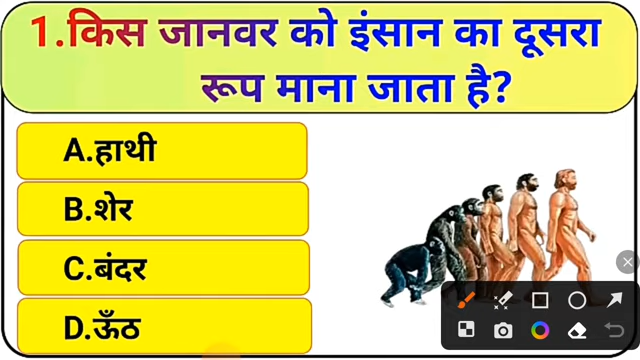 1.किस जानवर को इंसान का दूसरा
रूप माना जाता है?
A.हाथी
B.शेर
C.बंदर
D.ऊँठ